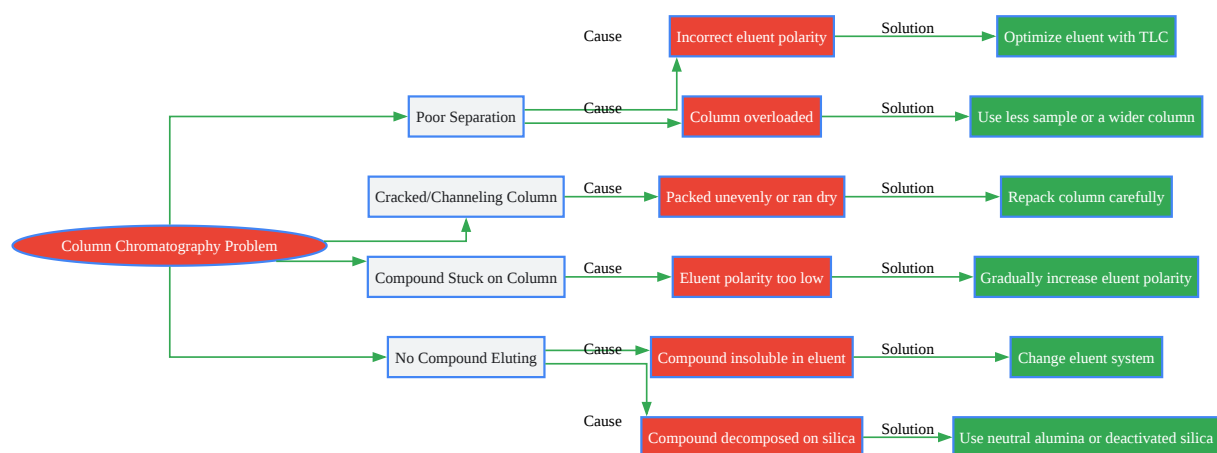 Cause
Incorrect eluent polarity
Solution
Optimize eluent with TLC
Poor Separation
Cause
Column overloaded
Solution
Use less sample or a wider column
Cracked/Channeling Column
Cause
Packed unevenly or ran dry
Solution
Repack column carefully
Column Chromatography Problem
Compound Stuck on Column
Cause
Eluent polarity too low
Solution
Gradually increase eluent polarity
No Compound Eluting
Cause
Compound insoluble in eluent
Solution
Change eluent system
Cause
Compound decomposed on silica
Solution
Use neutral alumina or deactivated silica